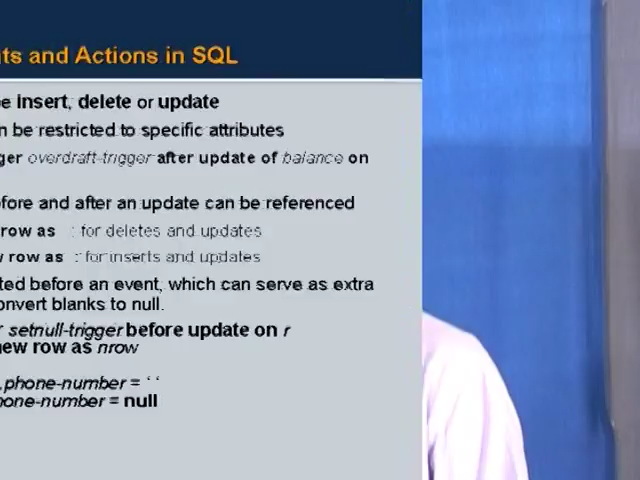 ts and Actions in SQL
e insert, delete or update
n be restricted to specific attributes
ger overdraft-trigger after update of balance on
fore and after an update can be referenced
row as : for deletes and updates
w row as : for inserts and updates
ted before an event, which can serve as extra
onvert blanks to null.
r setnull-trigger before update on r
new row as nrow
.phone-number = ‘ ‘
hone-number = null